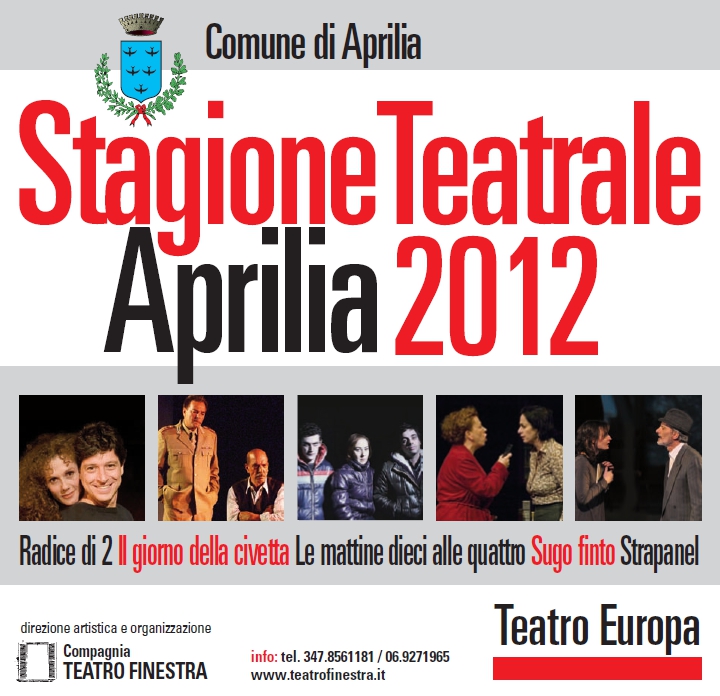 Comune di Aprilia
Stagione Teatrale
Aprilia 2012
Radice di 2 Il giorno della civetta Le mattine dieci alle quattro Sugo finto Strapanel
direzione artistica e organizzazione
Compagnia
TEATRO FINESTRA
info: tel. 347.8561181 / 06.9271965
www.teatrofinestra.it
Teatro Europa